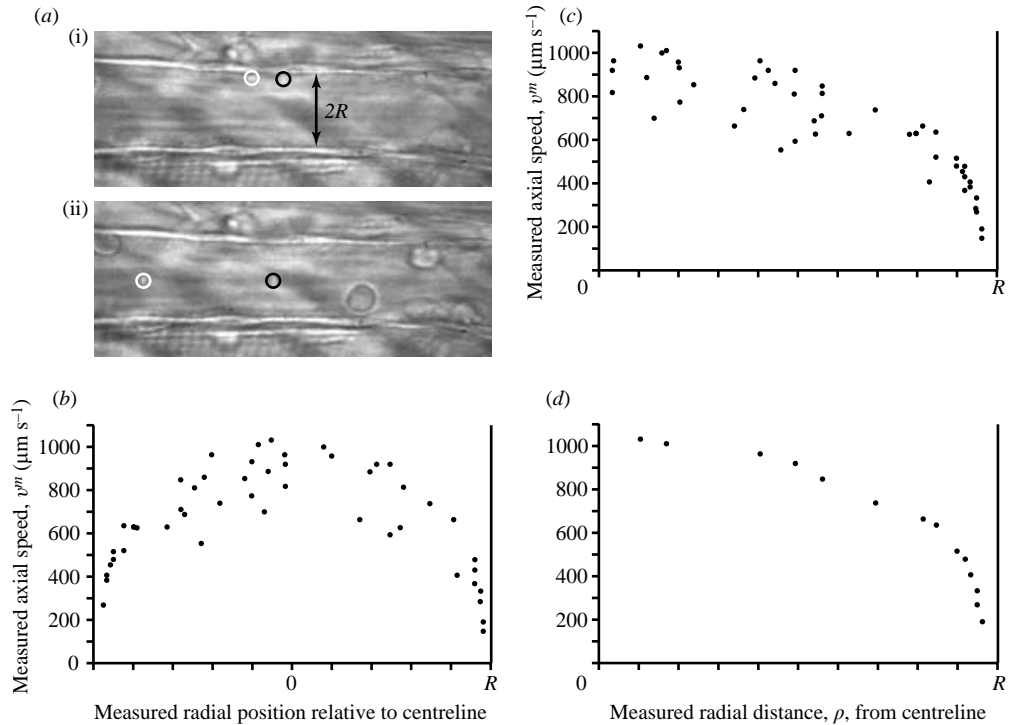 (a)
(i)
2R
(ii)
(c)
Measured axial speed, v^m (μm s⁻¹)
1000
800
600
400
200
0
R
(b)
Measured axial speed, v^m (μm s⁻¹)
1000
800
600
400
200
0
0
R
Measured radial position relative to centreline
(d)
1000
800
600
400
200
0
R
Measured radial distance, ρ, from centreline